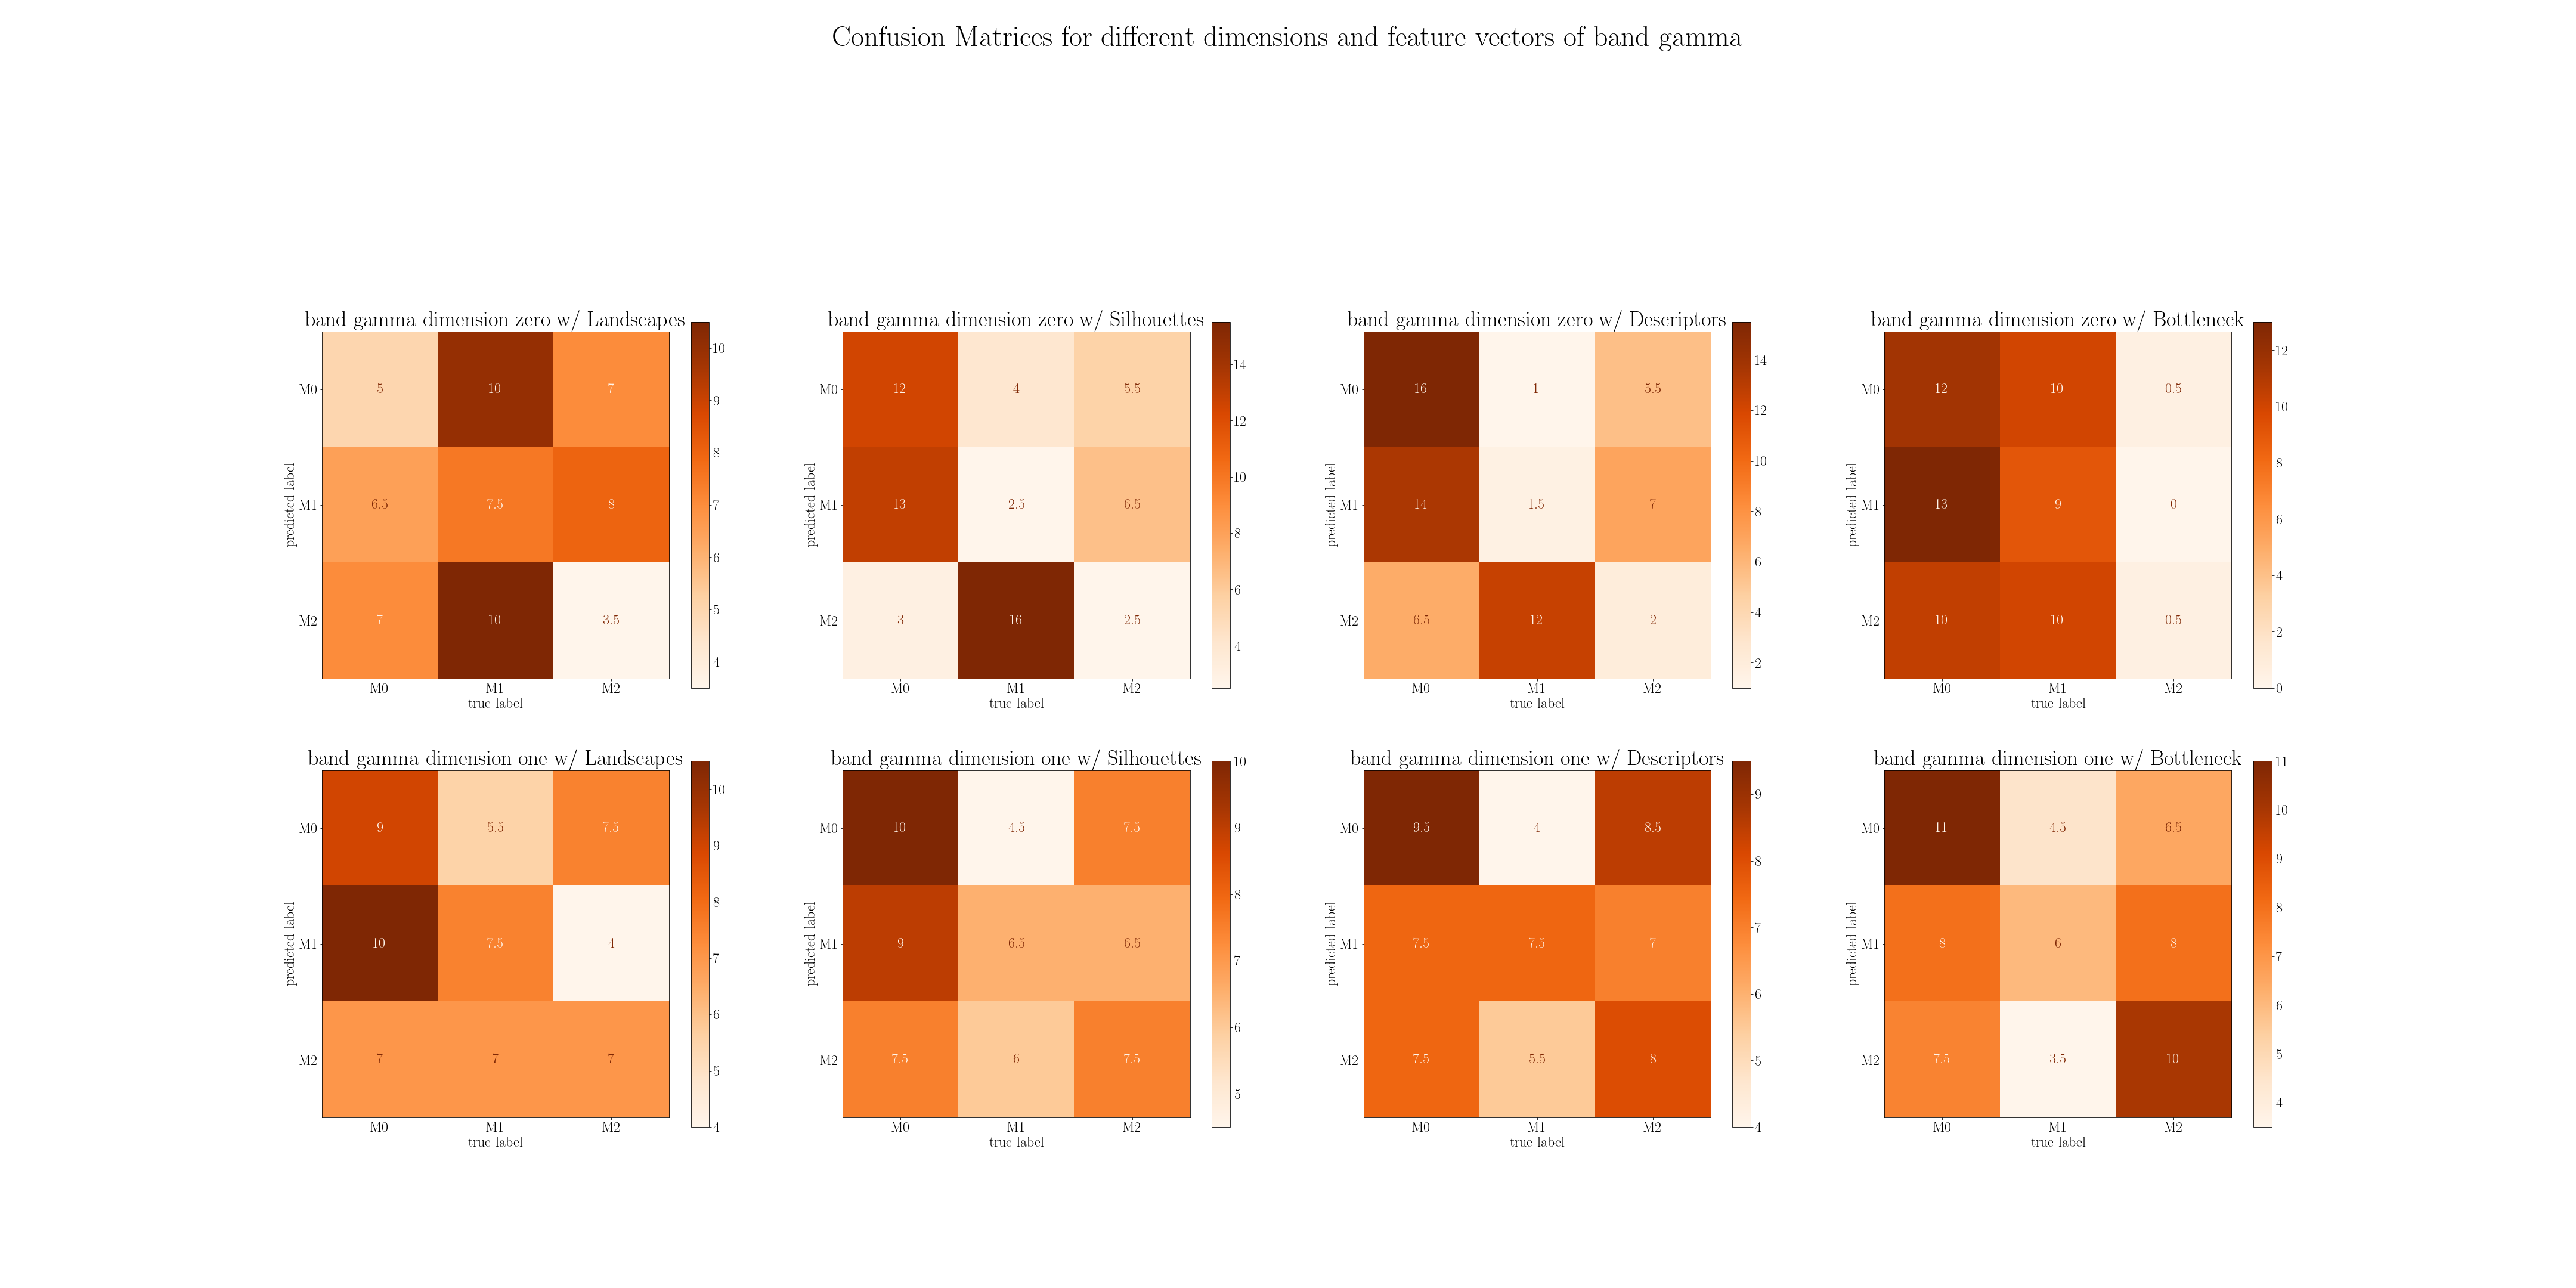 Confusion Matrices for different dimensions and feature vectors of band gamma
band gamma dimension zero w/ Landscapes
M0 5 10 7
M1 6.5 7.5 8
M2 7 10 3.5
M0 M1 M2
predicted label
true label
10
9
8
7
6
5
4
band gamma dimension zero w/ Silhouettes
M0 12 4 5.5
M1 13 2.5 6.5
M2 3 16 2.5
M0 M1 M2
predicted label
true label
14
12
10
8
6
4
band gamma dimension zero w/ Descriptors
M0 16 1 5.5
M1 14 1.5 7
M2 6.5 12 2
M0 M1 M2
predicted label
true label
14
12
10
8
6
4
2
band gamma dimension zero w/ Bottleneck
M0 12 10 0.5
M1 13 9 0
M2 10 10 0.5
M0 M1 M2
predicted label
true label
12
10
8
6
4
2
0
band gamma dimension one w/ Landscapes
M0 9 5.5 7.5
M1 10 7.5 4
M2 7 7 7
M0 M1 M2
predicted label
true label
10
9
8
7
6
5
4
band gamma dimension one w/ Silhouettes
M0 10 4.5 7.5
M1 9 6.5 6.5
M2 7.5 6 7.5
M0 M1 M2
predicted label
true label
10
9
8
7
6
5
band gamma dimension one w/ Descriptors
M0 9.5 4 8.5
M1 7.5 7.5 7
M2 7.5 5.5 8
M0 M1 M2
predicted label
true label
9
8
7
6
5
4
band gamma dimension one w/ Bottleneck
M0 11 4.5 6.5
M1 8 6 8
M2 7.5 3.5 10
M0 M1 M2
predicted label
true label
11
10
9
8
7
6
5
4